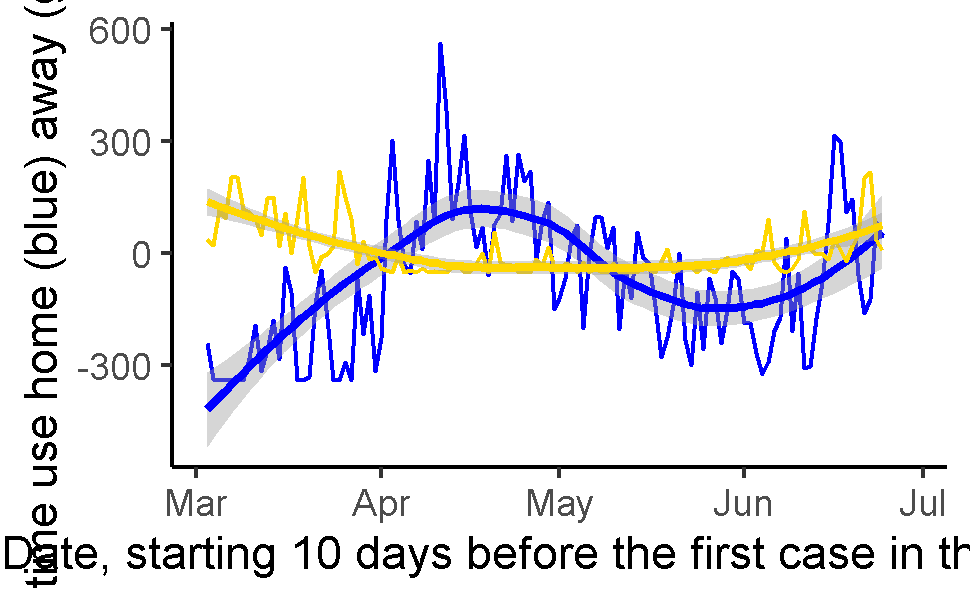 time use home (blue) away (
600
300
0
-300
Mar Apr May Jun Jul
Date, starting 10 days before the first case in th